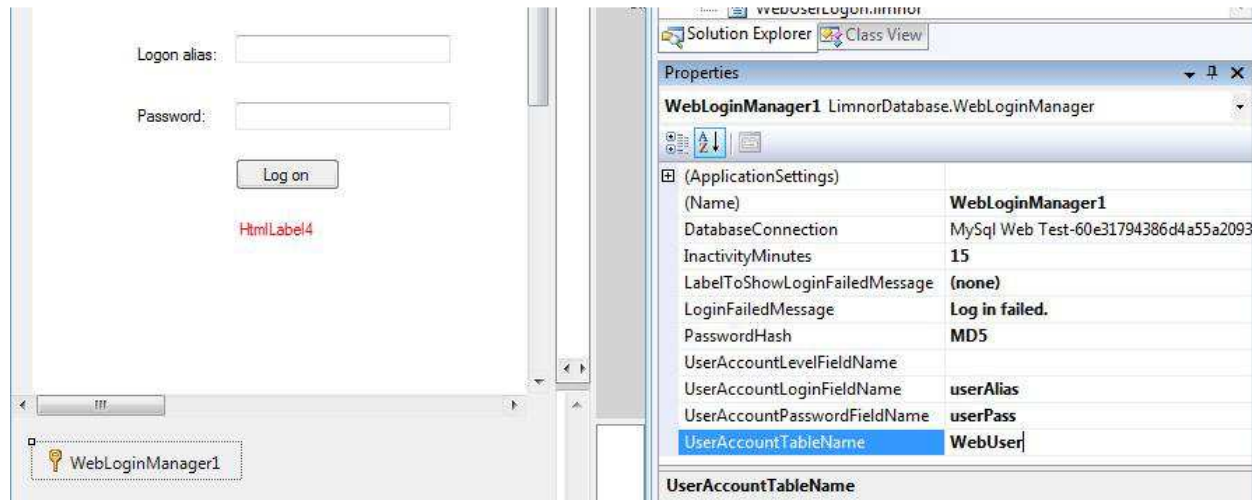 WebUserLogon.limnor
Solution Explorer Class View
Logon alias:
Password:
Log on
HtmlLabel4
WebLoginManager1
Properties
WebLoginManager1 LimnorDatabase.WebLoginManager
(ApplicationSettings)
(Name) WebLoginManager1
DatabaseConnection MySql Web Test-60e31794386d4a55a2093
InactivityMinutes 15
LabelToShowLoginFailedMessage (none)
LoginFailedMessage Log in failed.
PasswordHash MD5
UserAccountLevelFieldName
UserAccountLoginFieldName userAlias
UserAccountPasswordFieldName userPass
UserAccountTableName WebUser
UserAccountTableName